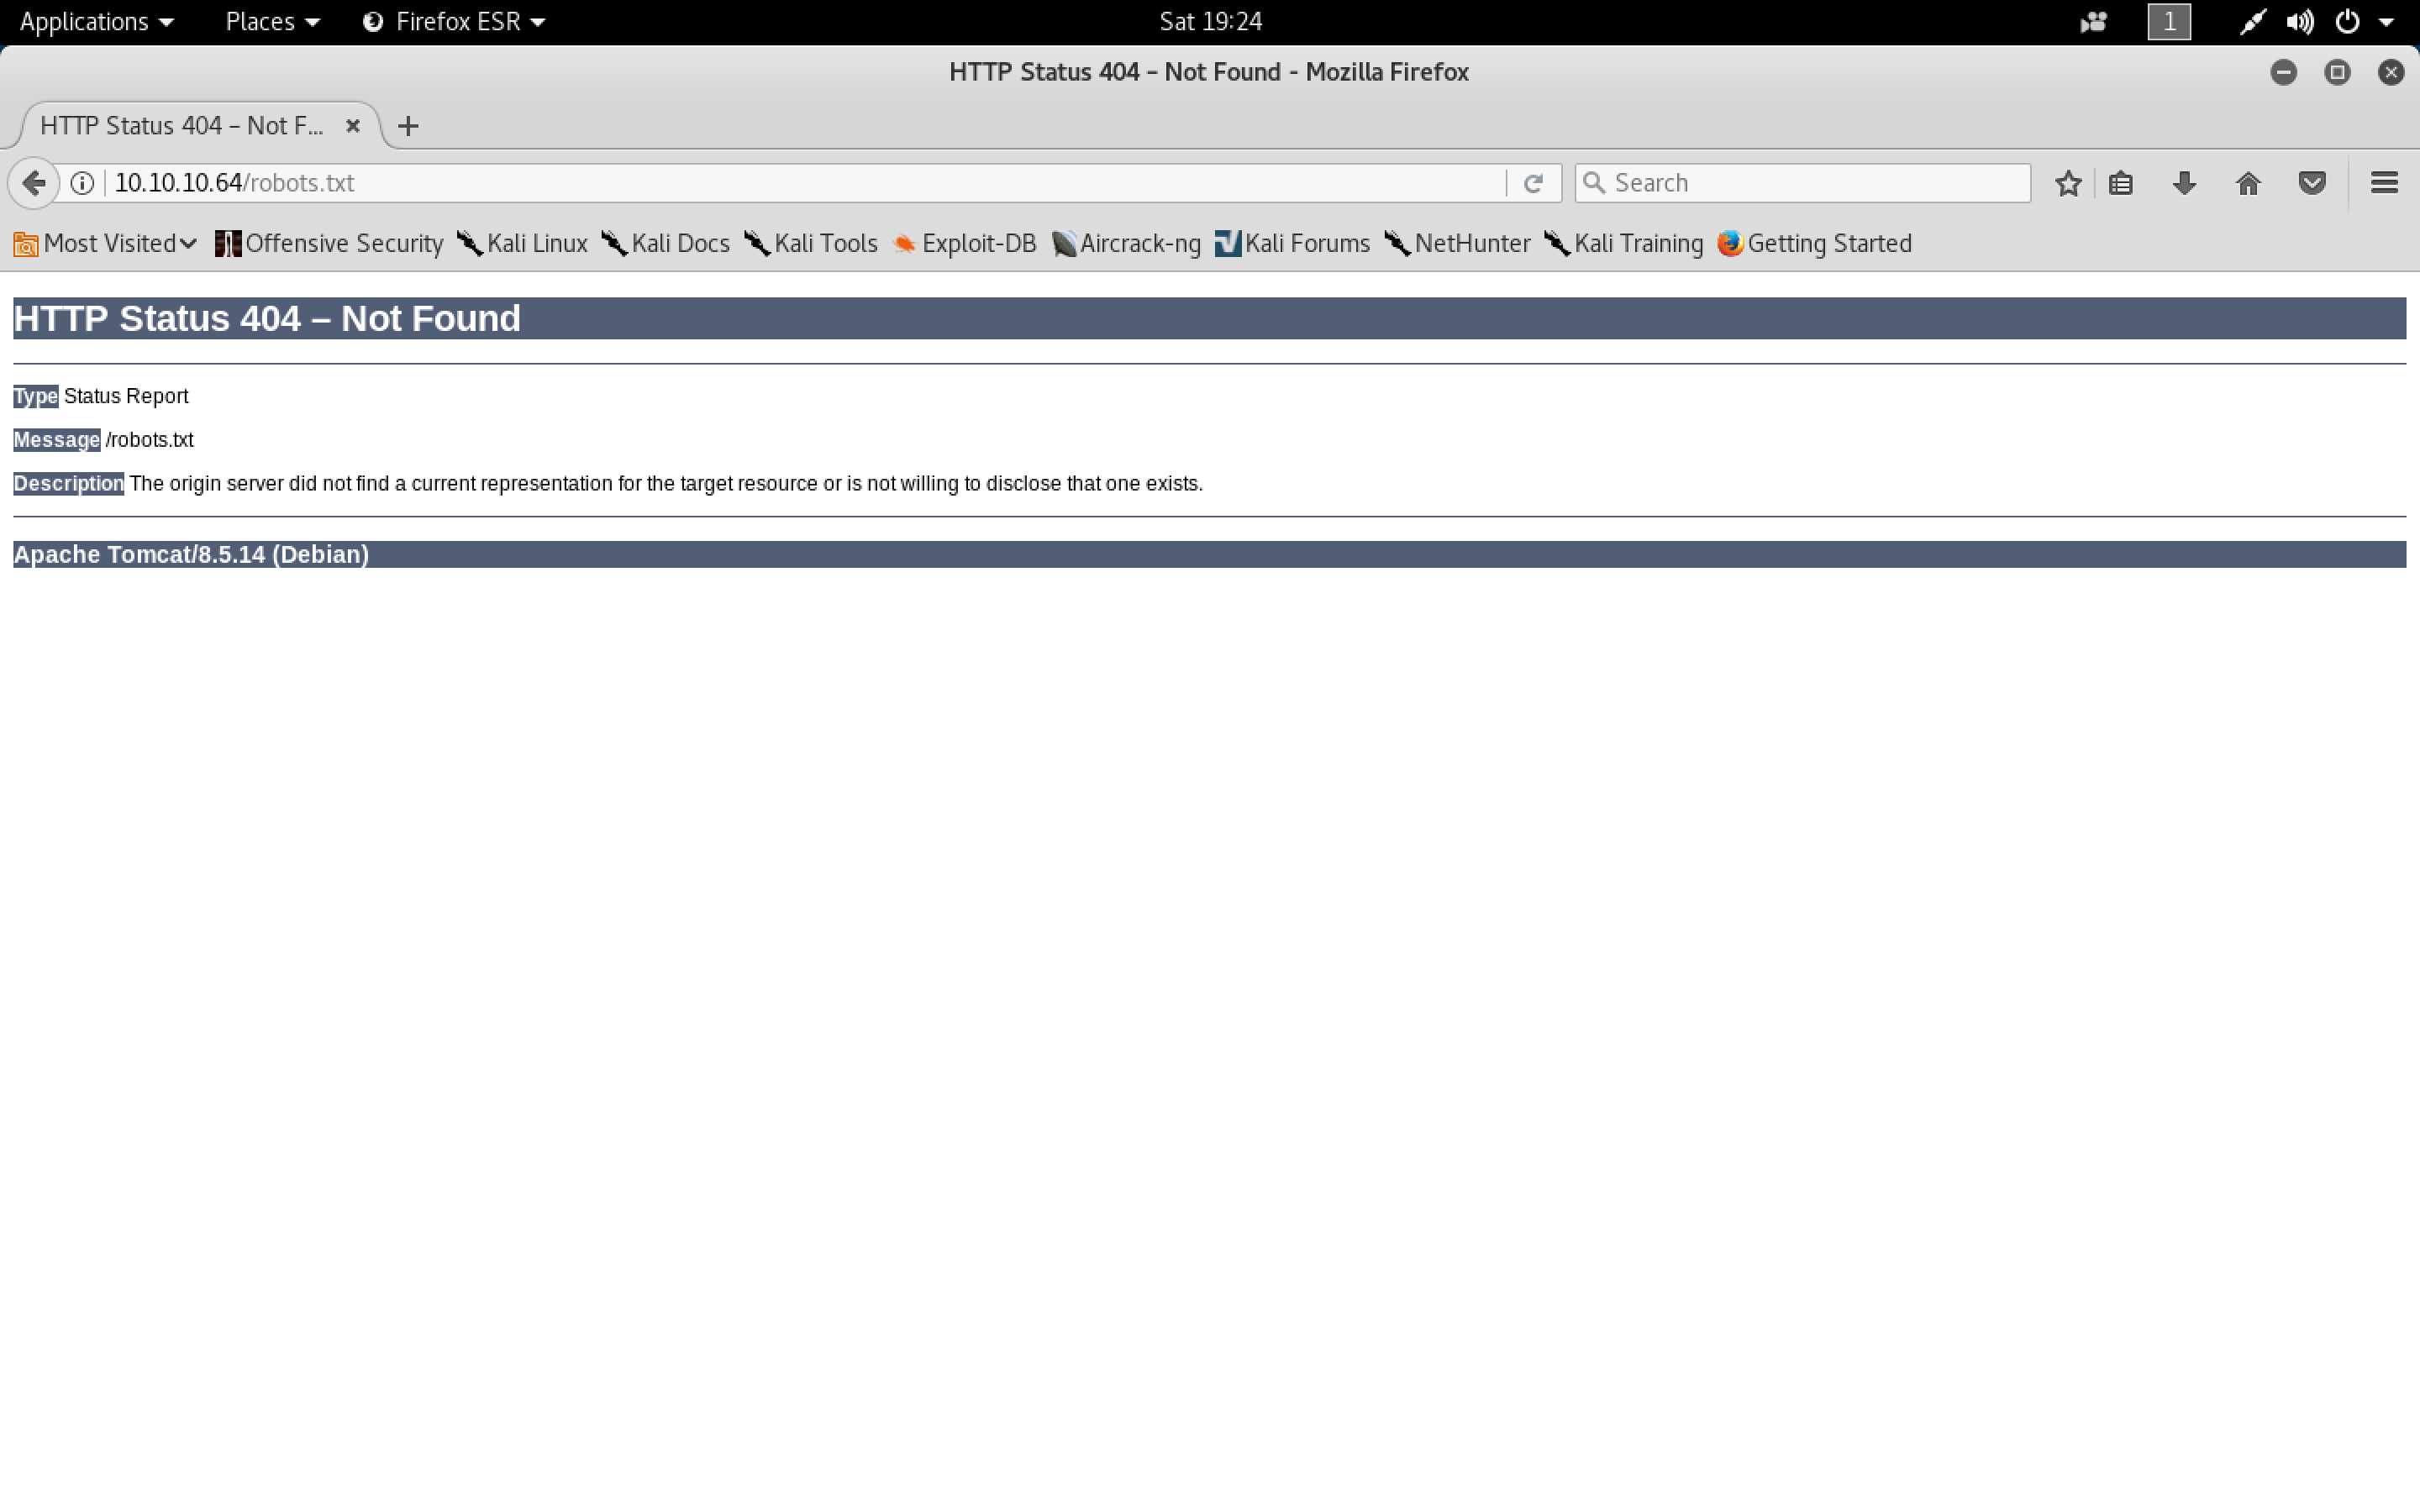 Applications Places Firefox ESR Sat 19:24 1
HTTP Status 404 – Not Found - Mozilla Firefox
HTTP Status 404 – Not F...
10.10.10.64/robots.txt Search
Most Visited Offensive Security Kali Linux Kali Docs Kali Tools Exploit-DB Aircrack-ng Kali Forums NetHunter Kali Training Getting Started
HTTP Status 404 – Not Found
Type Status Report
Message /robots.txt
Description The origin server did not find a current representation for the target resource or is not willing to disclose that one exists.
Apache Tomcat/8.5.14 (Debian)